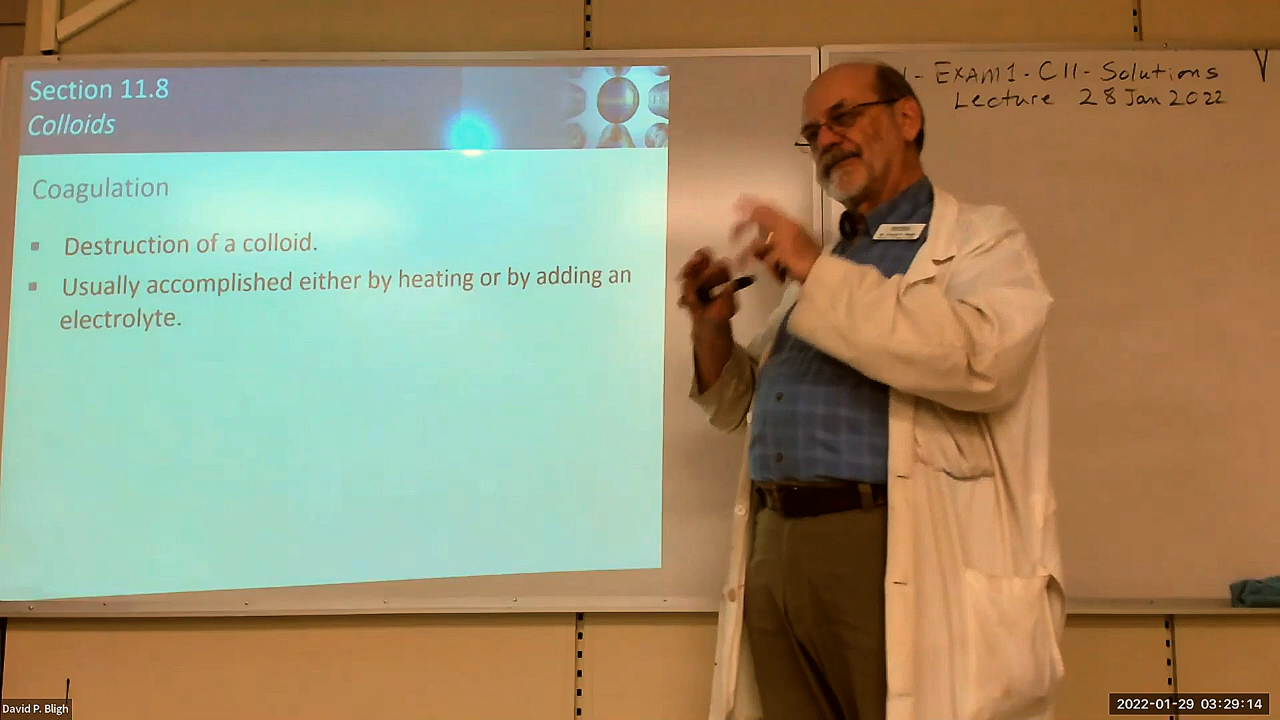 Section 11.8
Colloids
Coagulation
▪ Destruction of a colloid.
▪ Usually accomplished either by heating or by adding an
electrolyte.
- EXAM 1 - C11 - Solutions
Lecture 28 Jan 2022
David P. Bligh
2022-01-29 03:29:14